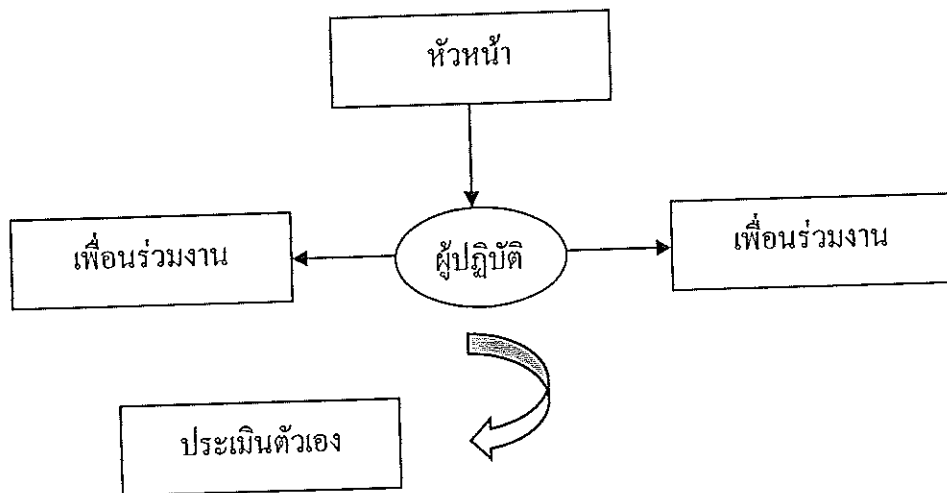 หัวหน้า
เพื่อนร่วมงาน
ผู้ปฏิบัติ
เพื่อนร่วมงาน
ประเมินตัวเอง